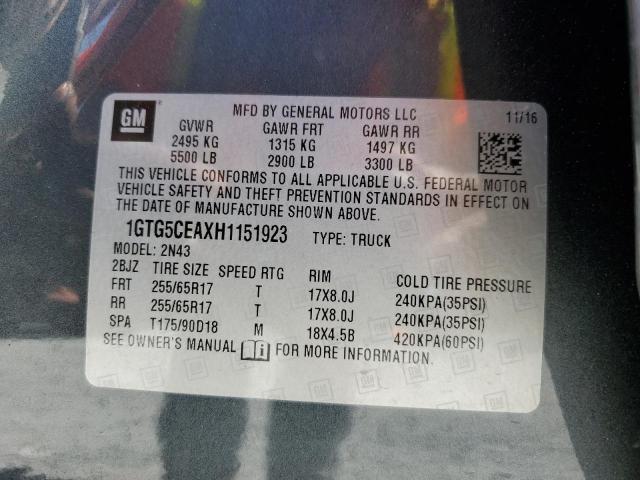 GM
MFD BY GENERAL MOTORS LLC
11/16
GVWR GAWR FRT GAWR RR
2495 KG 1315 KG 1497 KG
5500 LB 2900 LB 3300 LB
THIS VEHICLE CONFORMS TO ALL APPLICABLE U.S. FEDERAL MOTOR
VEHICLE SAFETY AND THEFT PREVENTION STANDARDS IN EFFECT ON
THE DATE OF MANUFACTURE SHOWN ABOVE.
1GTG5CEAXH1151923 TYPE: TRUCK
MODEL: 2N43
2BJZ TIRE SIZE SPEED RTG RIM COLD TIRE PRESSURE
FRT 255/65R17 T 17X8.0J 240KPA(35PSI)
RR 255/65R17 T 17X8.0J 240KPA(35PSI)
SPA T175/90D18 M 18X4.5B 420KPA(60PSI)
SEE OWNER'S MANUAL FOR MORE INFORMATION.